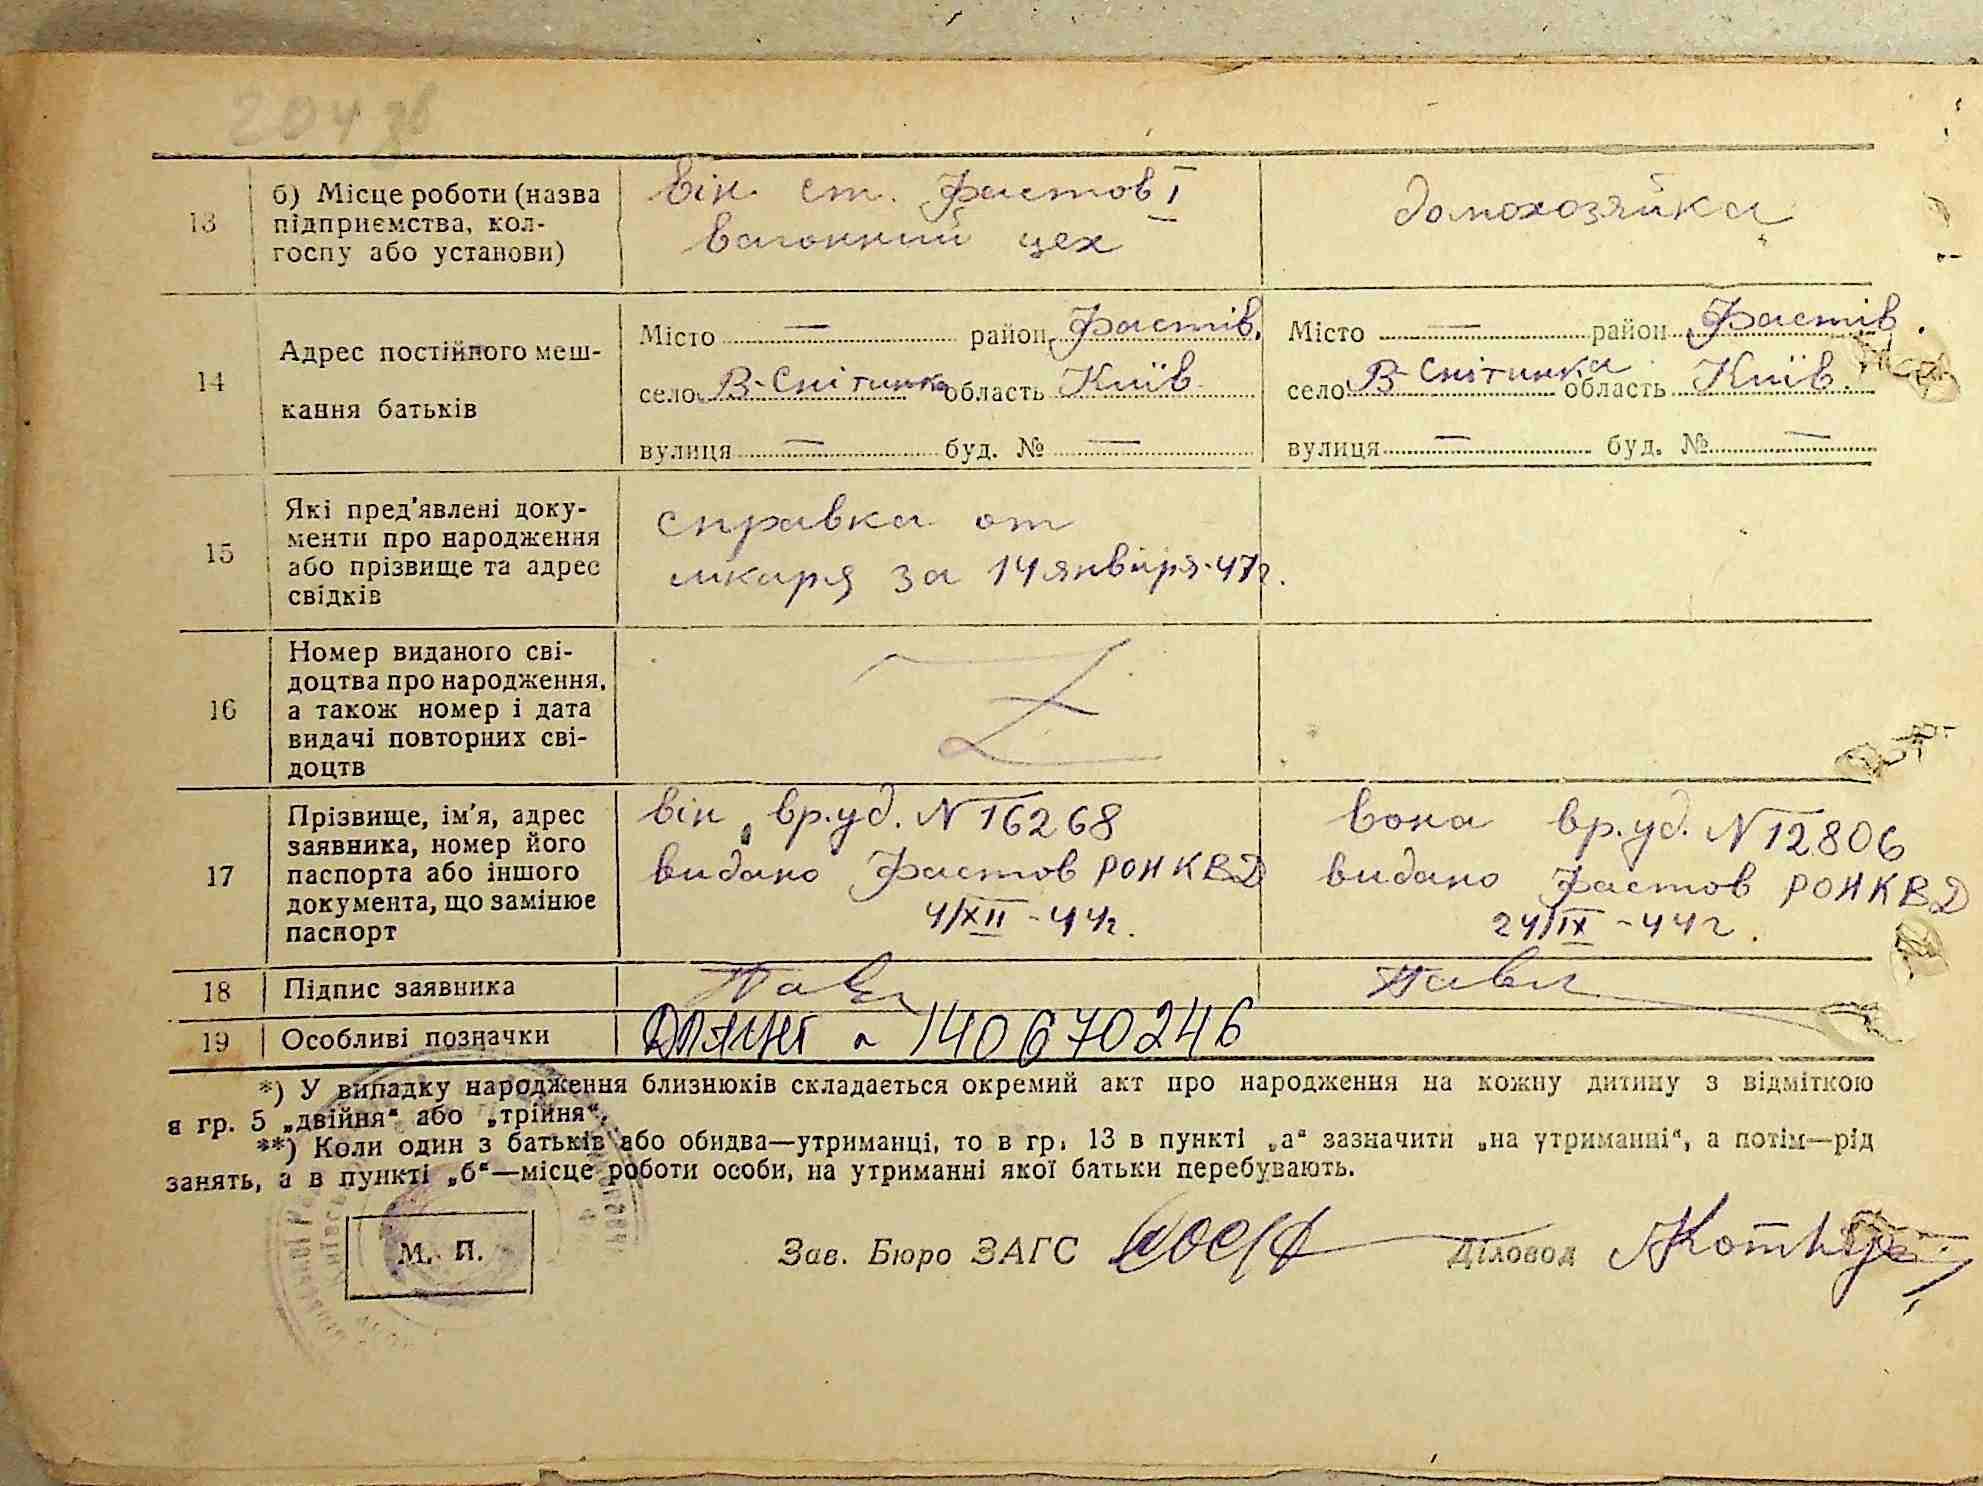 204 зв
13
б) Місце роботи (назва
підприємства, кол-
госпу або установи)
він ст. Фастов I
вагонний цех
домохозяйка
14
Адрес постійного меш-
кання батьків
Місто — район Фастів.
село В-Снітинка область Київ.
вулиця — буд. № —
Місто — район Фастів.
село В-Снітинка область Київ.
вулиця — буд. № —
15
Які пред'явлені доку-
менти про народження
або прізвище та адрес
свідків
справка от
лікаря за 14 января-47г.
16
Номер виданого сві-
доцтва про народження,
а також номер і дата
видачі повторних сві-
доцтв
17
Прізвище, ім'я, адрес
заявника, номер його
паспорта або іншого
документа, що замінює
паспорт
він, вр.уд. N 16268
видано Фастов РОНКВД
4/XII - 44г.
вона вр.уд. N 12806
видано Фастов РОНКВД
24/IX - 44г.
18
Підпис заявника
19
Особливі позначки
140670246
*) У випадку народження близнюків складається окремий акт про народження на кожну дитину з відміткою
в гр. 5 „двійня“ або „трійня“.
**) Коли один з батьків або обидва—утриманці, то в гр. 13 в пункті „а“ зазначити „на утриманні“, а потім—рід
занять, а в пункті „б“—місце роботи особи, на утриманні якої батьки перебувають.
М. П.
Зав. Бюро ЗАГС
Діловод